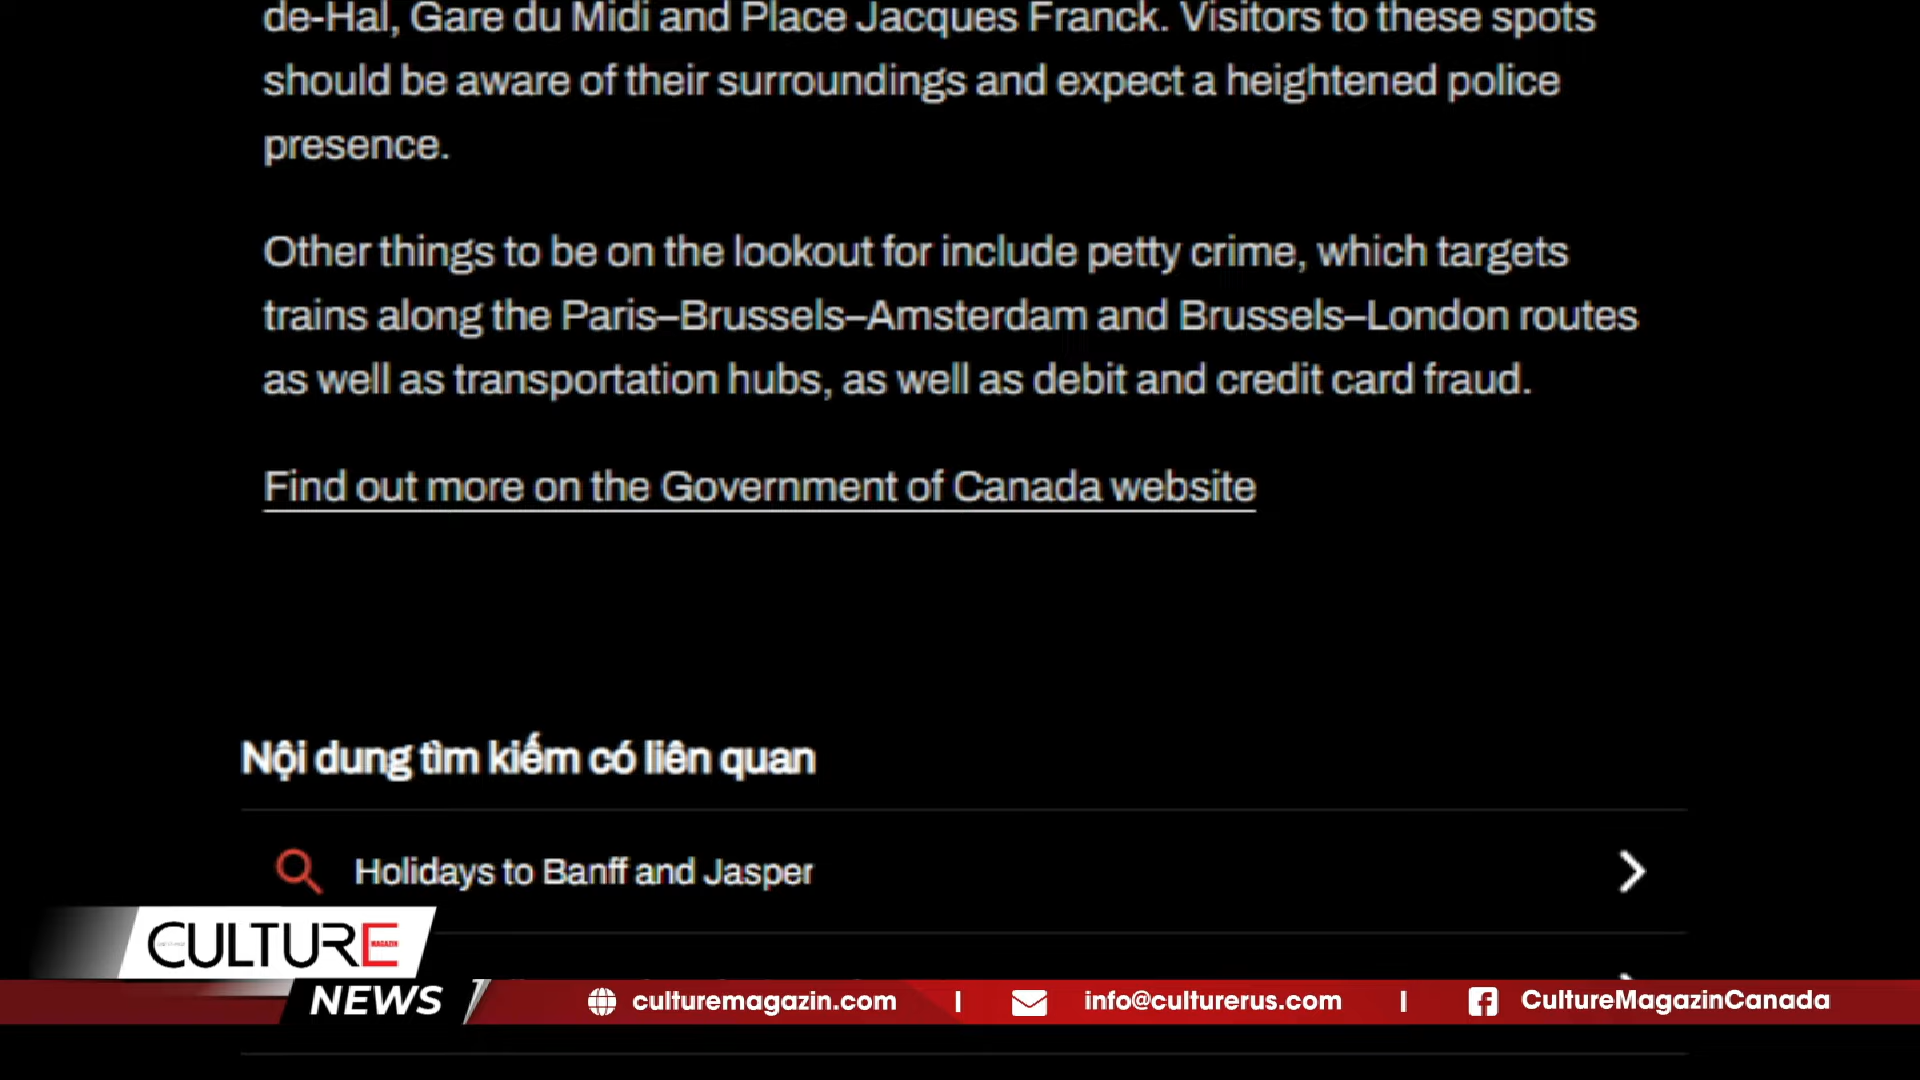 de-Hal, Gare du Midi and Place Jacques Franck. Visitors to these spots
should be aware of their surroundings and expect a heightened police
presence.
Other things to be on the lookout for include petty crime, which targets
trains along the Paris–Brussels–Amsterdam and Brussels–London routes
as well as transportation hubs, as well as debit and credit card fraud.
Find out more on the Government of Canada website
Nội dung tìm kiếm có liên quan
Holidays to Banff and Jasper
CULTURE
MAGAZIN
NEWS
culturemagazin.com | info@culturerus.com | CultureMagazinCanada